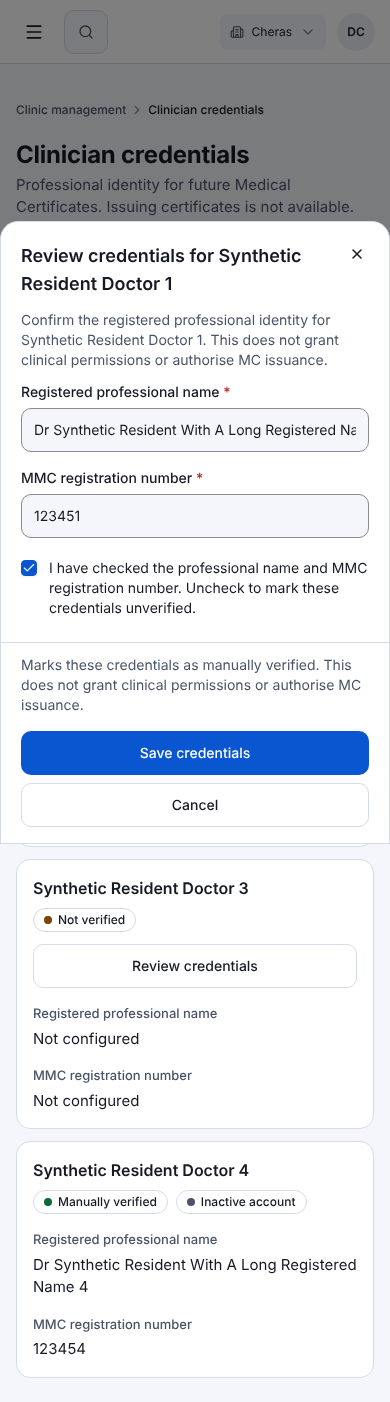 Cheras
DC
Clinic management > Clinician credentials
Clinician credentials
Professional identity for future Medical
Certificates. Issuing certificates is not available.
Review credentials for Synthetic
Resident Doctor 1
Confirm the registered professional identity for
Synthetic Resident Doctor 1. This does not grant
clinical permissions or authorise MC issuance.
Registered professional name *
Dr Synthetic Resident With A Long Registered Na
MMC registration number *
123451
I have checked the professional name and MMC
registration number. Uncheck to mark these
credentials unverified.
Marks these credentials as manually verified. This
does not grant clinical permissions or authorise MC
issuance.
Save credentials
Cancel
Synthetic Resident Doctor 3
Not verified
Review credentials
Registered professional name
Not configured
MMC registration number
Not configured
Synthetic Resident Doctor 4
Manually verified
Inactive account
Registered professional name
Dr Synthetic Resident With A Long Registered
Name 4
MMC registration number
123454